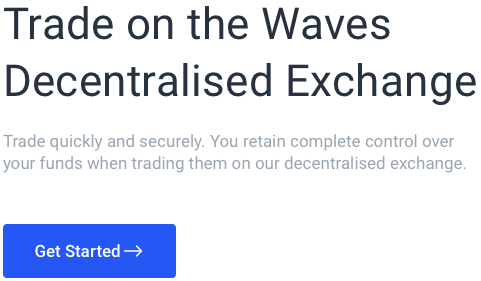 Trade on the Waves
Decentralised Exchange
Trade quickly and securely. You retain complete control over
your funds when trading them on our decentralised exchange.
Get Started→